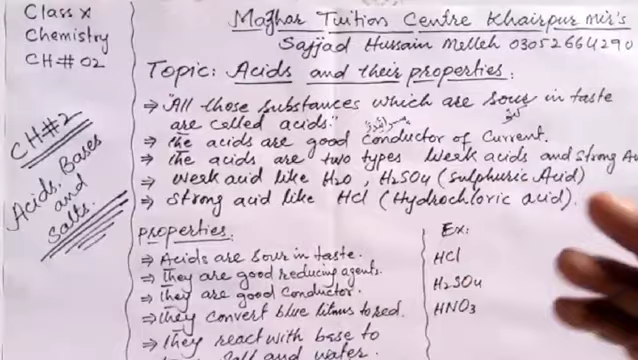 Class X
Chemistry
CH# 02
CH#2
Acids, Bases
and
Salts.
Mazhar Tuition Centre Khairpur Mir's
Sajjad Hussain Melleh 03052664290
Topic: Acids and their properties.
⇒ "All those substances which are sour in taste
are called acids."
⇒ The acids are good conductor of Current.
⇒ The acids are two types Weak acids and Strong
⇒ Weak acid like H2O, H2SO4 (Sulphuric Acid)
⇒ Strong acid like HCl (Hydrochloric acid).
properties.
⇒ Acids are sour in taste.
⇒ They are good reducing agents.
⇒ They are good Conductor.
⇒ They convert blue litmus to red.
⇒ They react with base to
Salt and water.
Ex:
HCl
H2SO4
HNO3